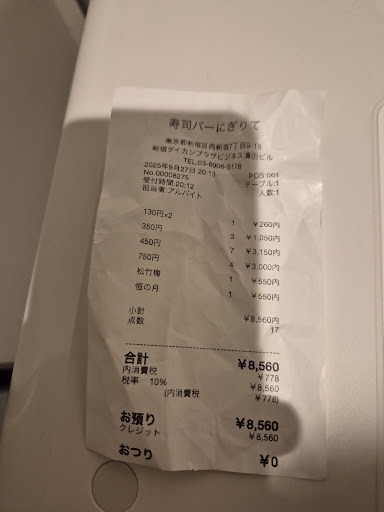 寿司バーにぎりて
東京都新宿区西新宿7丁目9-15
新宿ダイカンプラザビジネス清田ビル
TEL.03-6906-5178
2025年9月27日 20:13 POS:001
No.00008275 テーブル:1
受付時間:20:12 人数:1
担当者:アルバイト
130円×2 1 ¥260円
350円 3 ¥1,050円
450円 7 ¥3,150円
750円 4 ¥3,000円
松竹梅 1 ¥550円
恒の月 1 ¥550円
小計 ¥8,560円
点数 17
合計 ¥8,560
内消費税 ¥778
税率 10% ¥8,560
(内消費税 ¥778)
お預り ¥8,560
クレジット ¥8,560
おつり ¥0